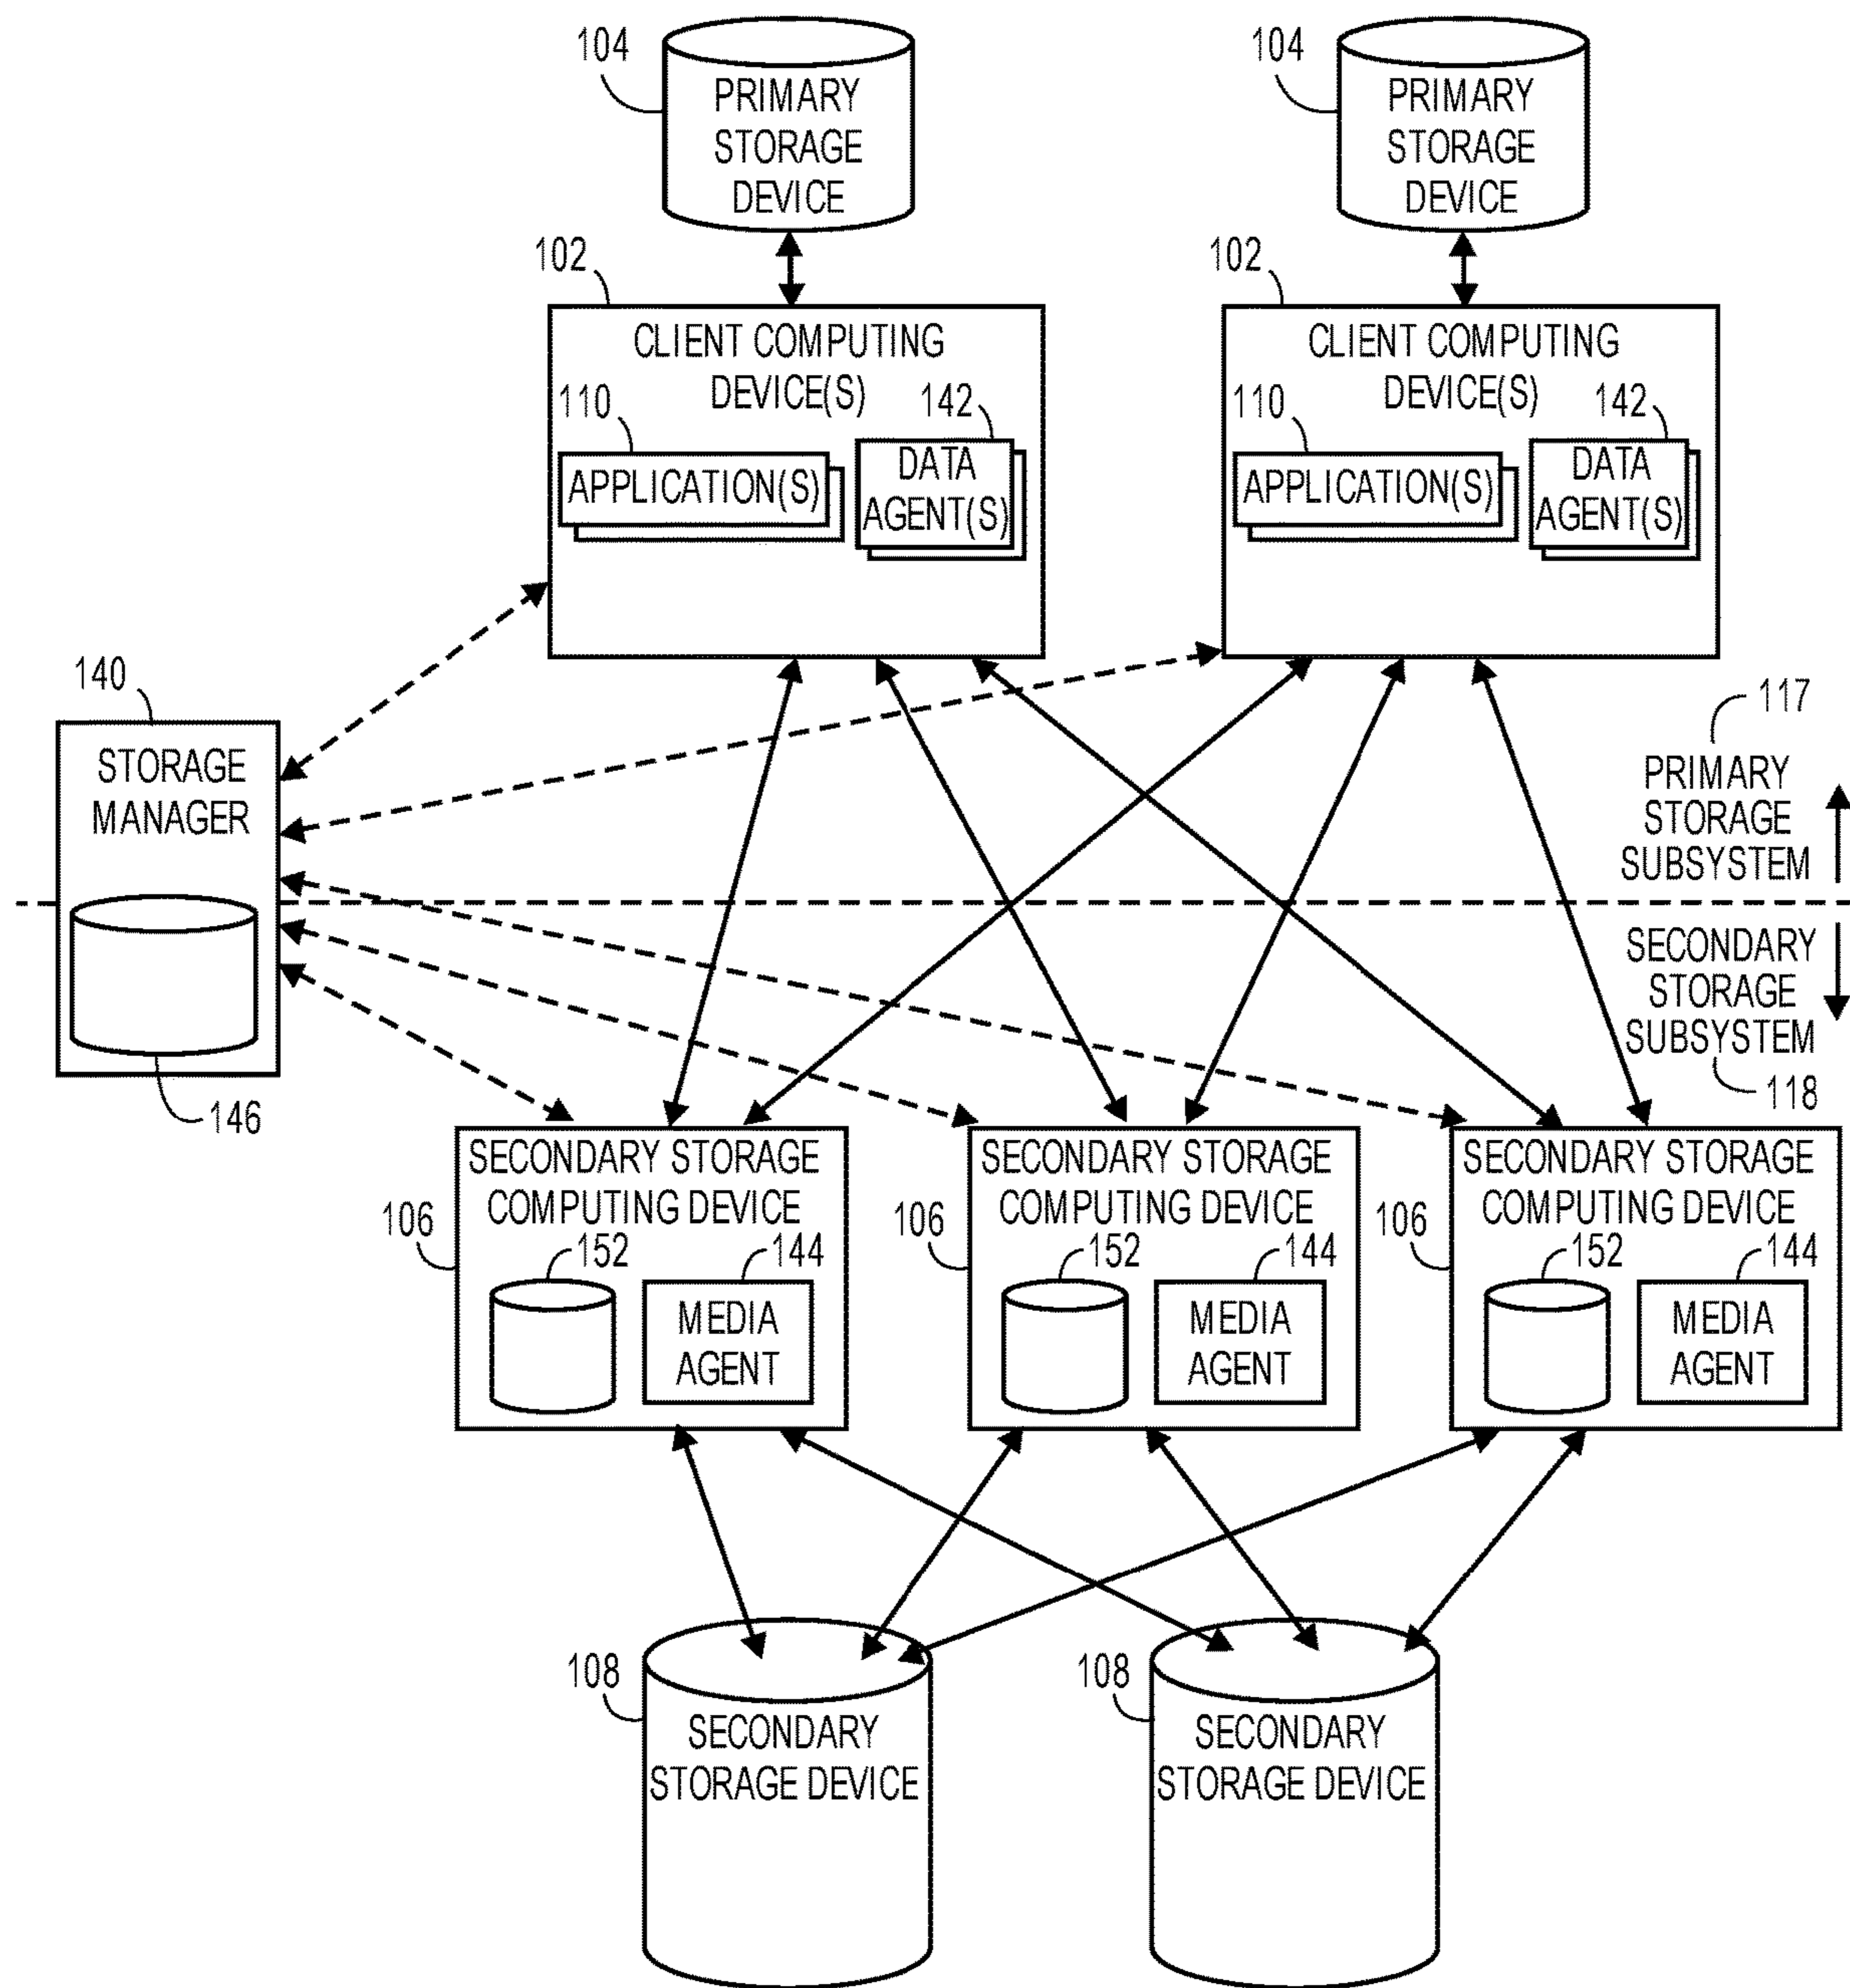 104
PRIMARY
STORAGE
DEVICE
104
PRIMARY
STORAGE
DEVICE
102
CLIENT COMPUTING
DEVICE(S)
110
142
APPLICATION(S)
DATA
AGENT(S)
102
CLIENT COMPUTING
DEVICE(S)
110
142
APPLICATION(S)
DATA
AGENT(S)
140
STORAGE
MANAGER
146
117
PRIMARY
STORAGE
SUBSYSTEM
SECONDARY
STORAGE
SUBSYSTEM
118
106
SECONDARY STORAGE
COMPUTING DEVICE
152
144
MEDIA
AGENT
106
SECONDARY STORAGE
COMPUTING DEVICE
152
144
MEDIA
AGENT
106
SECONDARY STORAGE
COMPUTING DEVICE
152
144
MEDIA
AGENT
108
SECONDARY
STORAGE DEVICE
108
SECONDARY
STORAGE DEVICE